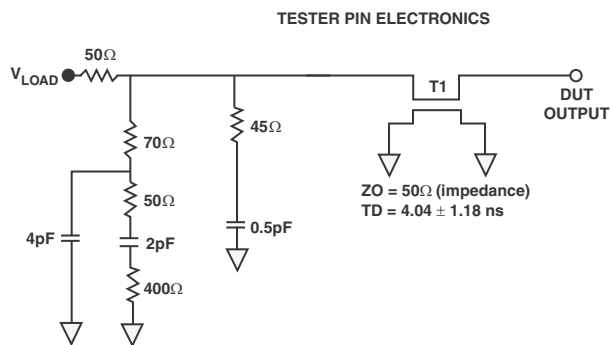 TESTER PIN ELECTRONICS
50Ω
VLOAD
T1
DUT
OUTPUT
70Ω
45Ω
50Ω
ZO = 50Ω (impedance)
TD = 4.04 ± 1.18 ns
4pF
2pF
0.5pF
400Ω